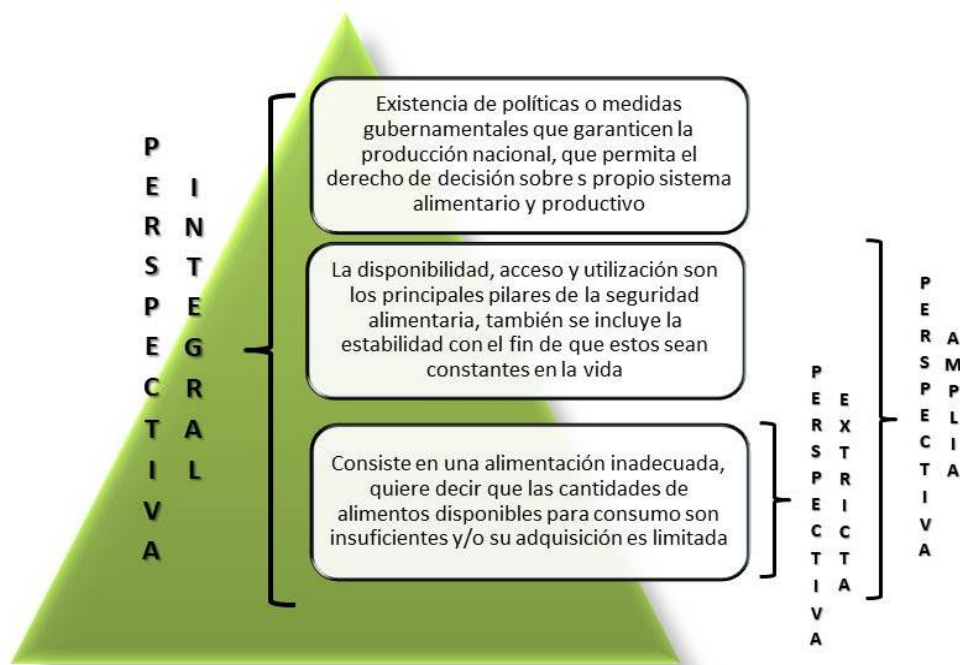 PERSPECTIVA
INTEGRAL
Existencia de políticas o medidas
gubernamentales que garanticen la
producción nacional, que permita el
derecho de decisión sobre s propio sistema
alimentario y productivo
La disponibilidad, acceso y utilización son
los principales pilares de la seguridad
alimentaria, también se incluye la
estabilidad con el fin de que estos sean
constantes en la vida
Consiste en una alimentación inadecuada,
quiere decir que las cantidades de
alimentos disponibles para consumo son
insuficientes y/o su adquisición es limitada
PERSPECTIVA
EXTRICTA
PERSPECTIVA
AMPLIA